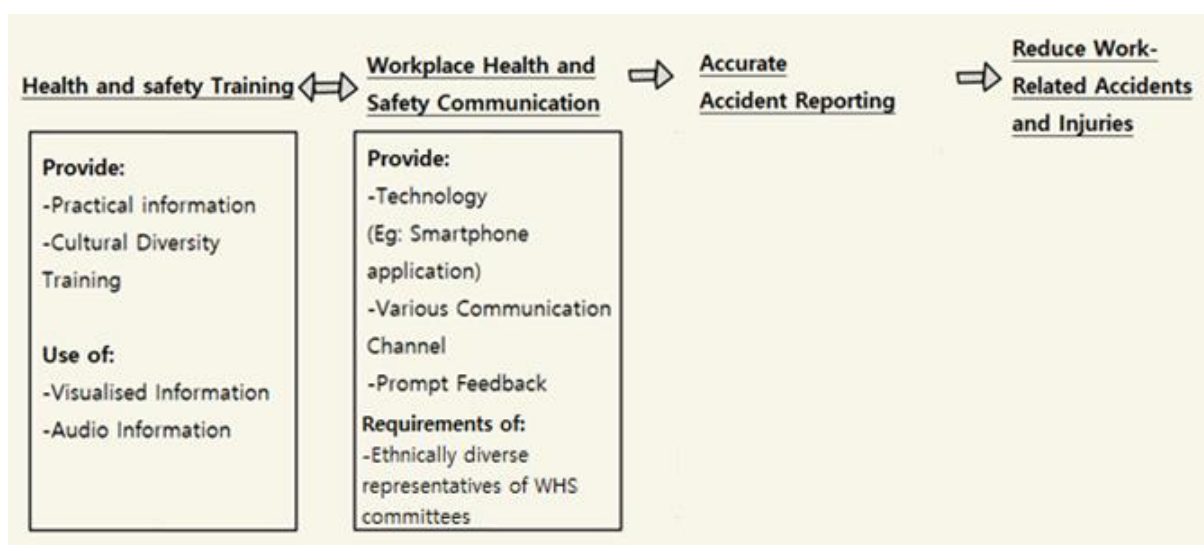 Health and safety Training
Provide:
-Practical information
-Cultural Diversity
Training
Use of:
-Visualised Information
-Audio Information
Workplace Health and
Safety Communication
Provide:
-Technology
(Eg: Smartphone
application)
-Various Communication
Channel
-Prompt Feedback
Requirements of:
-Ethnically diverse
representatives of WHS
committees
Accurate
Accident Reporting
Reduce Work-
Related Accidents
and Injuries